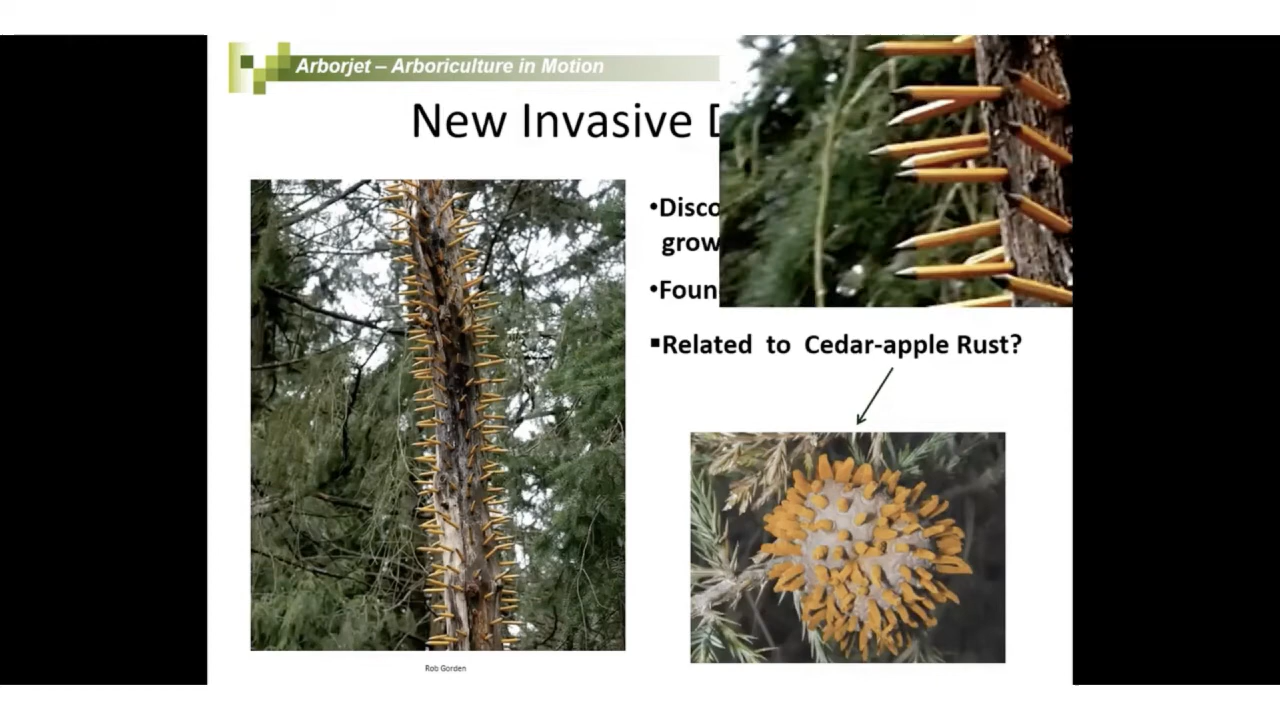 Arborjet – Arboriculture in Motion
New Invasive
•Disco
grow
•Foun
▪Related to Cedar-apple Rust?
Rob Gorden